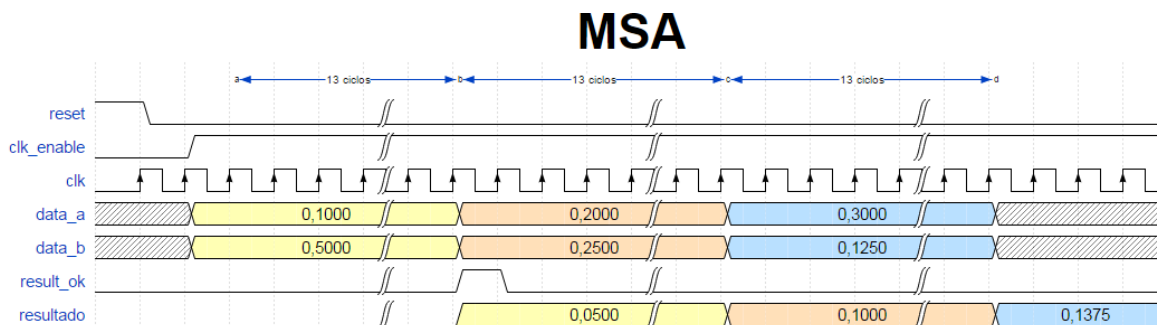 MSA
a 13 ciclos b 13 ciclos c 13 ciclos d
reset
clk_enable
clk
data_a 0,1000 0,2000 0,3000
data_b 0,5000 0,2500 0,1250
result_ok
resultado 0,0500 0,1000 0,1375